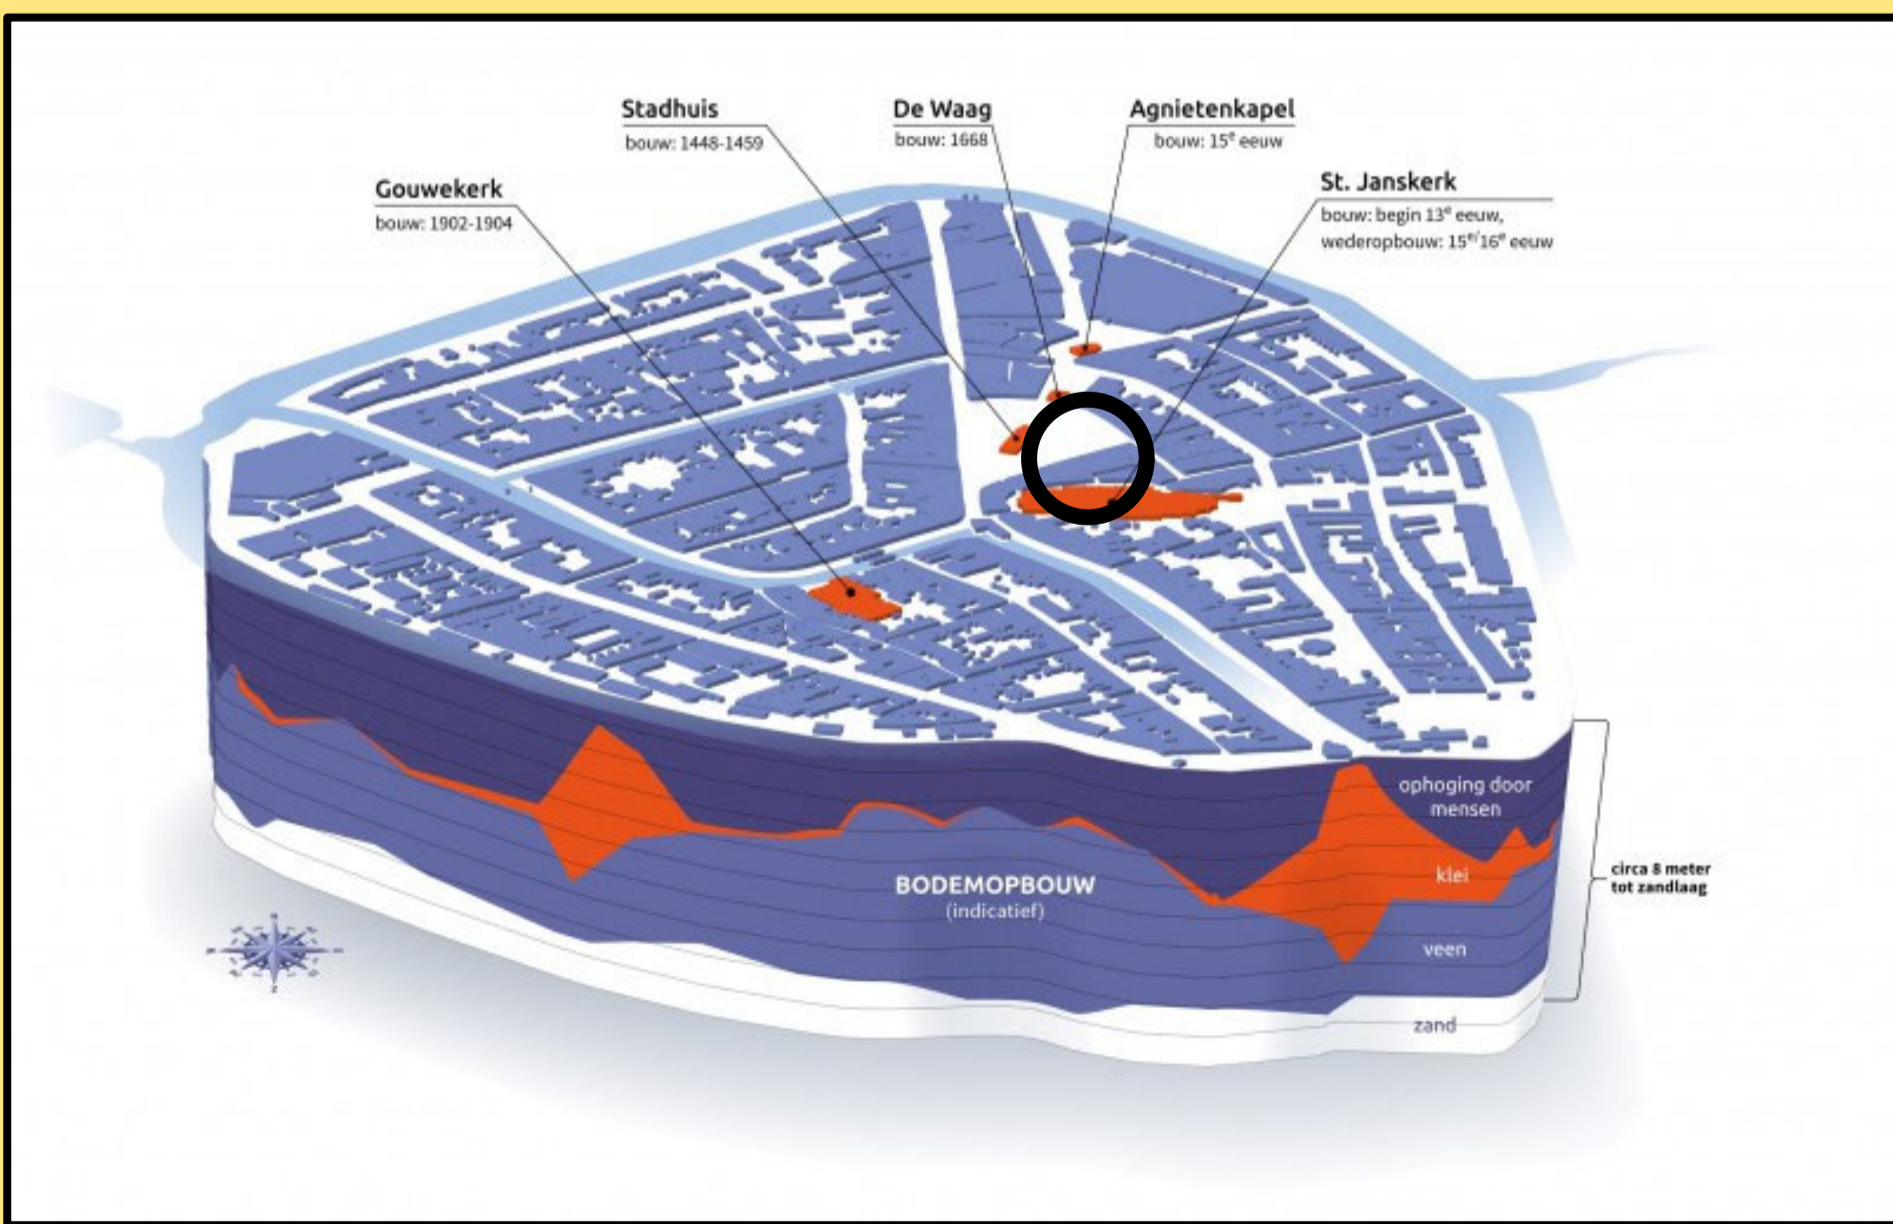 Stadhuis
bouw: 1448-1459
De Waag
bouw: 1668
Agnietenkapel
bouw: 15e eeuw
Gouwekerk
bouw: 1902-1904
St. Janskerk
bouw: begin 13e eeuw,
wederopbouw: 15e/16e eeuw
ophoging door
mensen
klei
circa 8 meter
tot zandlaag
BODEMOPBOUW
(indicatief)
veen
zand